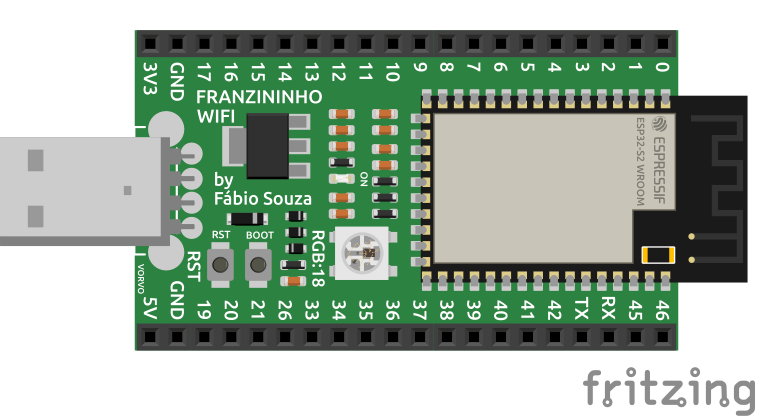 3V3 GND 17 16 15 14 13 12 11 10 9 8 7 6 5 4 3 2 1 0
FRANZININHO
WIFI
ESPRESSIF
ESP32-S2 WROOM
ON
by
Fábio Souza
RST BOOT
RGB:18
RST
VORVO
5V GND 19 20 21 26 33 34 35 36 37 38 39 40 41 42 TX RX 45 46
fritzing